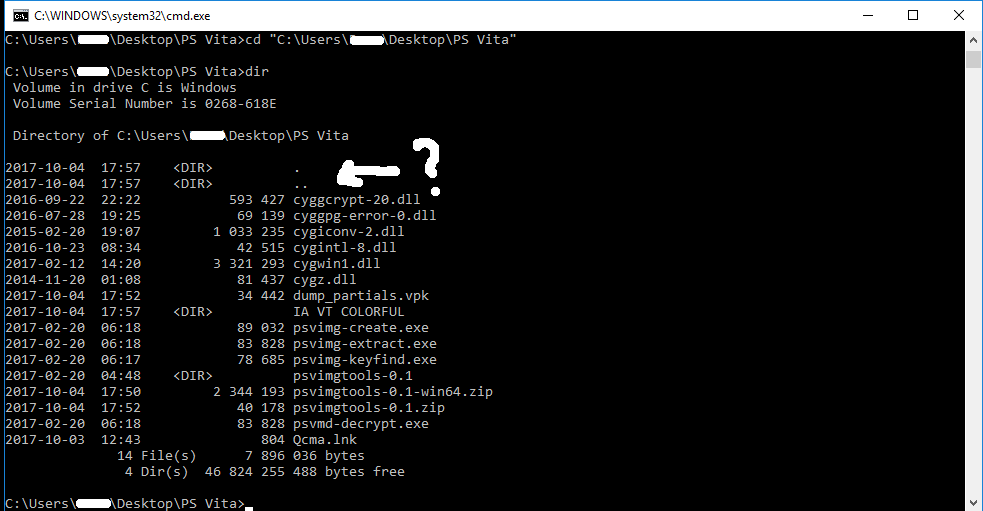 C:\WINDOWS\system32\cmd.exe
C:\Users\ \Desktop\PS Vita>cd "C:\Users\ \Desktop\PS Vita"
C:\Users\ \Desktop\PS Vita>dir
Volume in drive C is Windows
Volume Serial Number is 0268-618E
Directory of C:\Users\ \Desktop\PS Vita
?
2017-10-04 17:57 <DIR> .
2017-10-04 17:57 <DIR> ..
2016-09-22 22:22 593 427 cyggcrypt-20.dll
2016-07-28 19:25 69 139 cyggpg-error-0.dll
2015-02-20 19:07 1 033 235 cygiconv-2.dll
2016-10-23 08:34 42 515 cygintl-8.dll
2017-02-12 14:20 3 321 293 cygwin1.dll
2014-11-20 01:08 81 437 cygz.dll
2017-10-04 17:52 34 442 dump_partials.vpk
2017-10-04 17:57 <DIR> IA VT COLORFUL
2017-02-20 06:18 89 032 psvimg-create.exe
2017-02-20 06:18 83 828 psvimg-extract.exe
2017-02-20 06:17 78 685 psvimg-keyfind.exe
2017-02-20 04:48 <DIR> psvimgtools-0.1
2017-10-04 17:50 2 344 193 psvimgtools-0.1-win64.zip
2017-10-04 17:52 40 178 psvimgtools-0.1.zip
2017-02-20 06:18 83 828 psvmd-decrypt.exe
2017-10-03 12:43 804 Qcma.lnk
14 File(s) 7 896 036 bytes
4 Dir(s) 46 824 255 488 bytes free
C:\Users\ \Desktop\PS Vita>